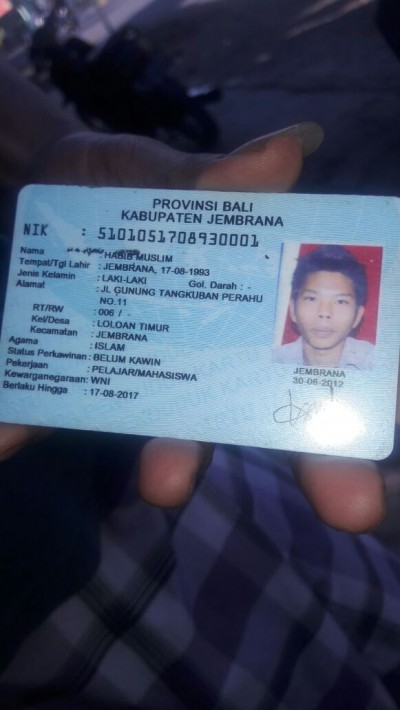 PROVINSI BALI
KABUPATEN JEMBRANA
NIK : 5101051708930001
Nama : HABIB MUSLIM
Tempat/Tgl Lahir : JEMBRANA, 17-08-1993
Jenis Kelamin : LAKI-LAKI Gol. Darah : -
Alamat : JL GUNUNG TANGKUBAN PERAHU
NO.11
RT/RW : 006 / -
Kel/Desa : LOLOAN TIMUR
Kecamatan : JEMBRANA
Agama : ISLAM
Status Perkawinan : BELUM KAWIN
Pekerjaan : PELAJAR/MAHASISWA
Kewarganegaraan: WNI
Berlaku Hingga : 17-08-2017
JEMBRANA
30-06-2012